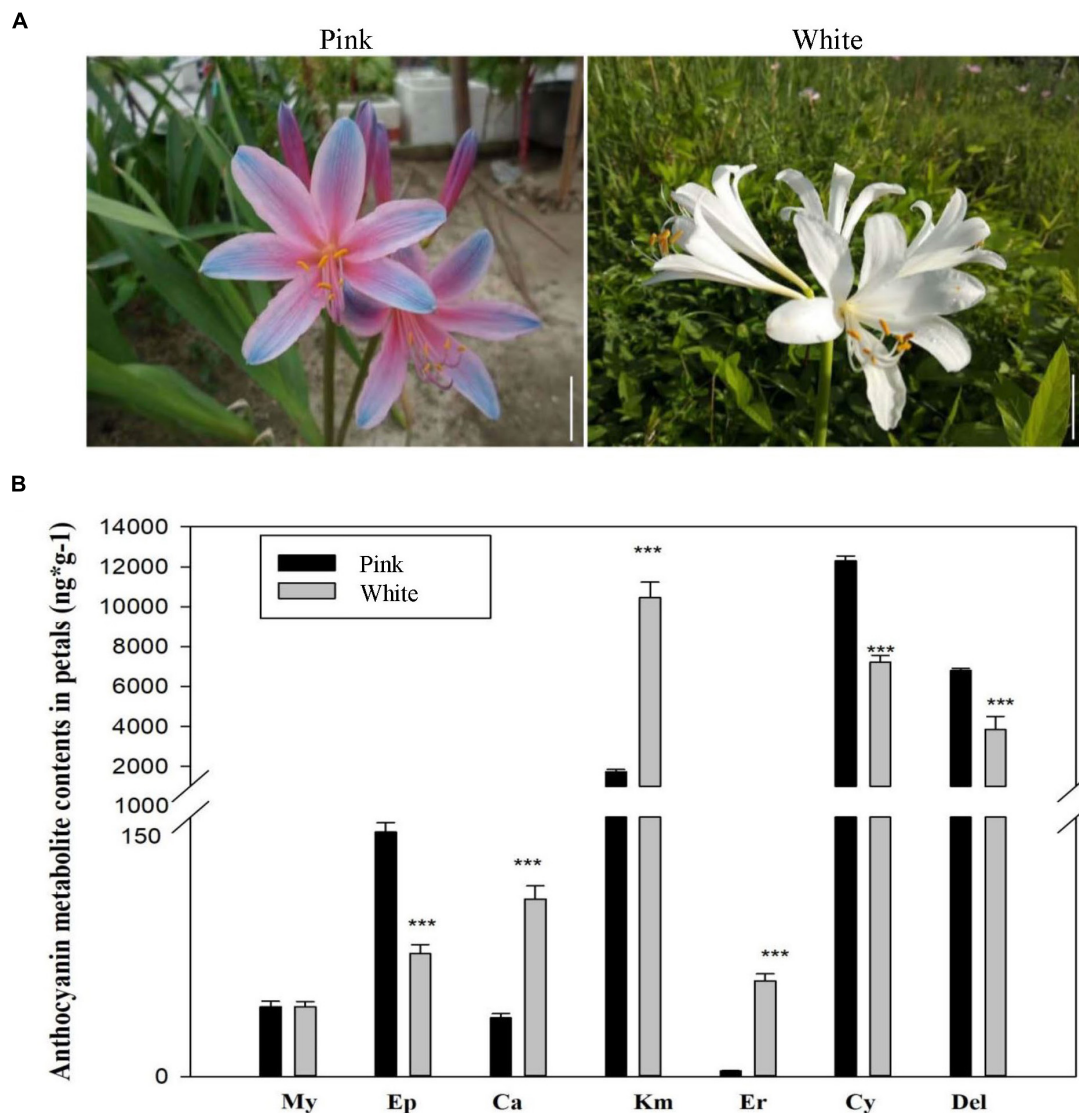 A
Pink
White
B
Anthocyanin metabolite contents in petals (ng*g-1)
14000
12000
10000
8000
6000
4000
2000
1000
150
0
Pink
White
***
***
***
***
***
***
My
Ep
Ca
Km
Er
Cy
Del